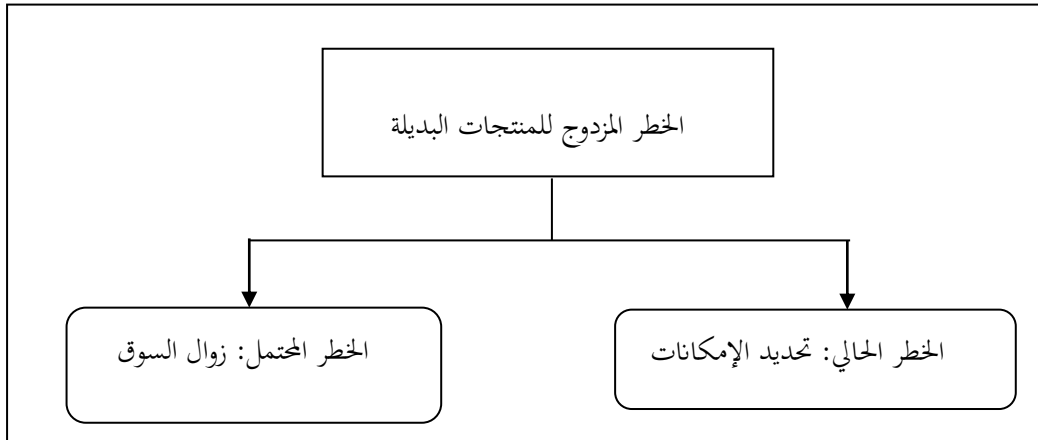 الخطر المزدوج للمنتجات البديلة
الخطر الحالي: تحديد الإمكانات
الخطر المحتمل: زوال السوق